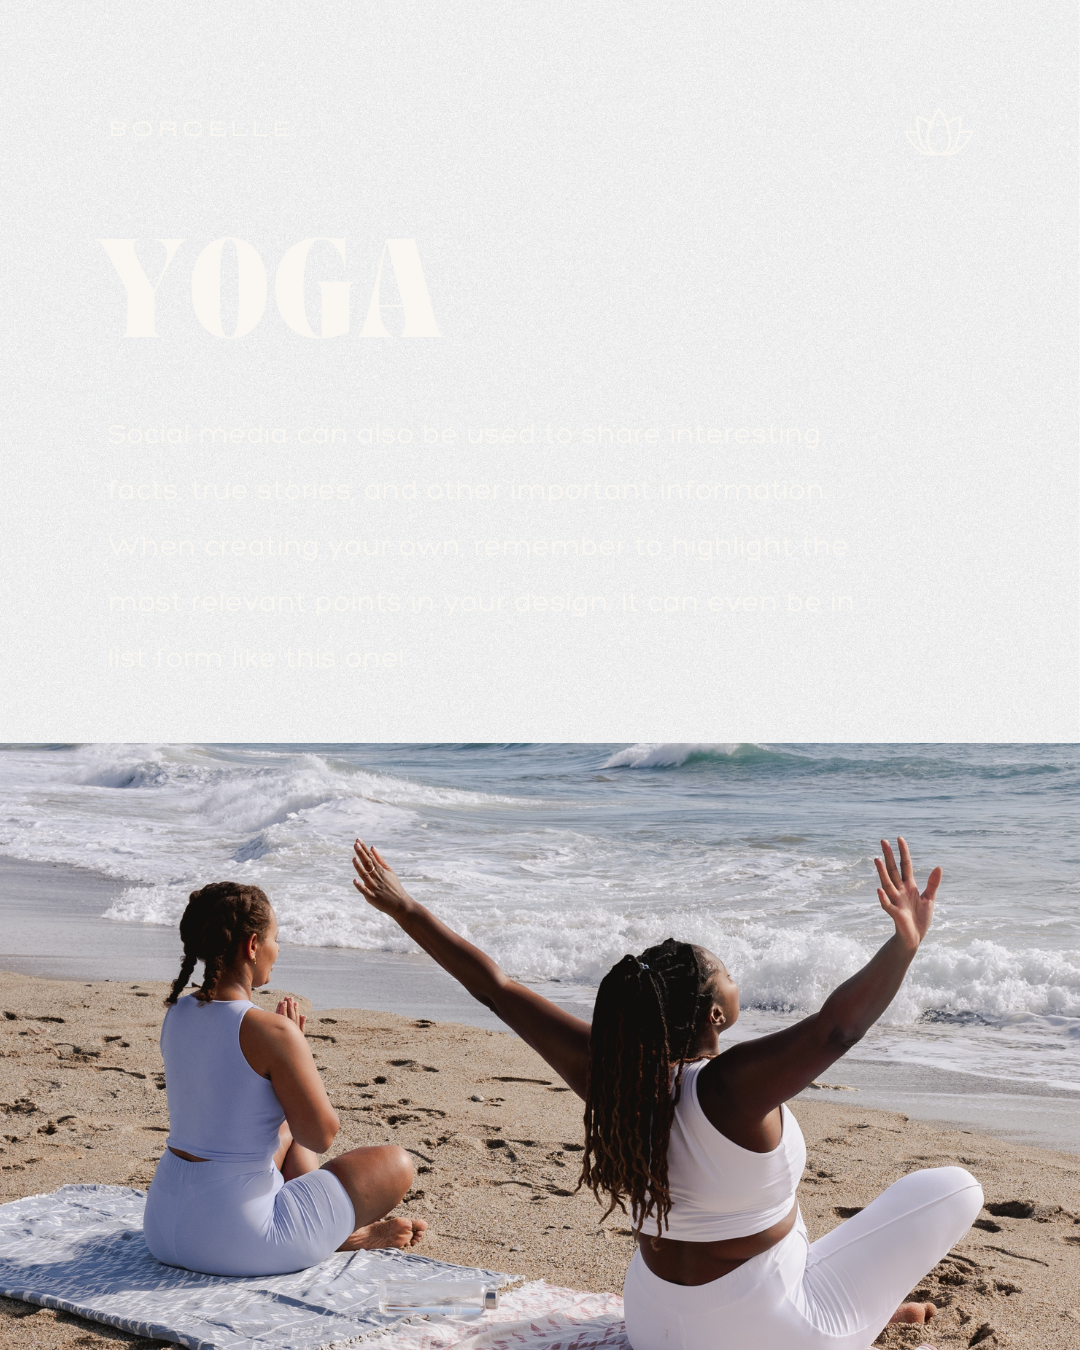 BORCELLE
YOGA
Social media can also be used to share interesting
facts, true stories, and other important information.
When creating your own, remember to highlight the
most relevant points in your design. It can even be in
list form like this one!